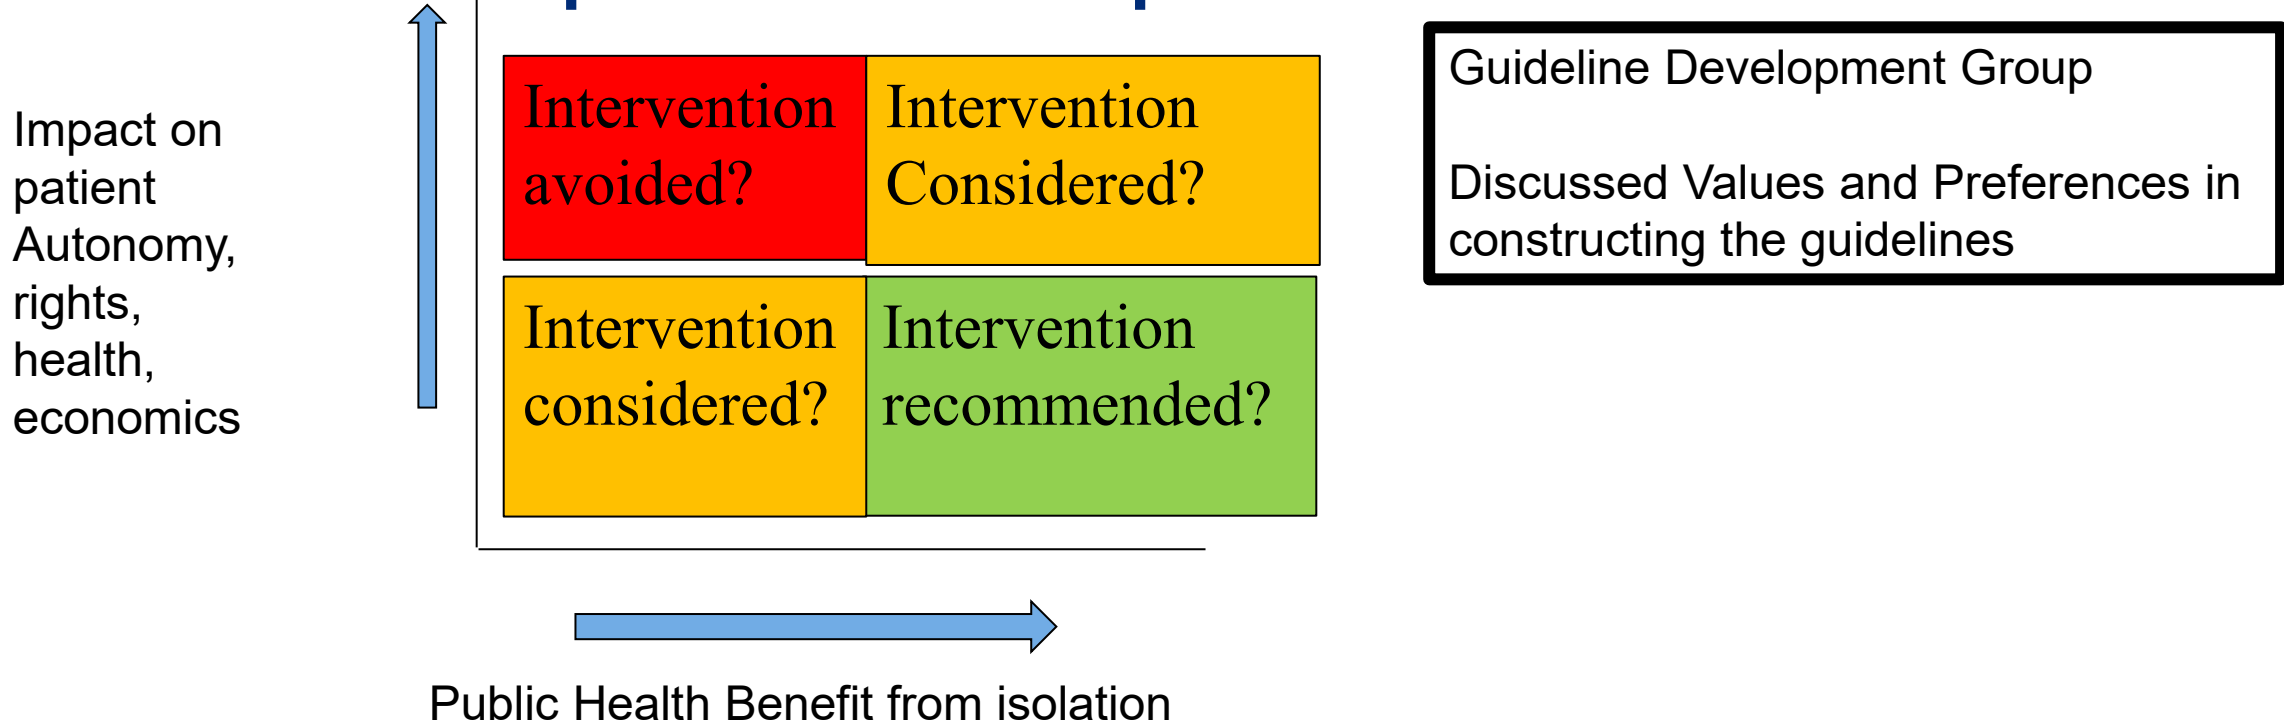 Impact on
patient
Autonomy,
rights,
health,
economics
Intervention
avoided?
Intervention
Considered?
Intervention
considered?
Intervention
recommended?
Public Health Benefit from isolation
Guideline Development Group
Discussed Values and Preferences in
constructing the guidelines